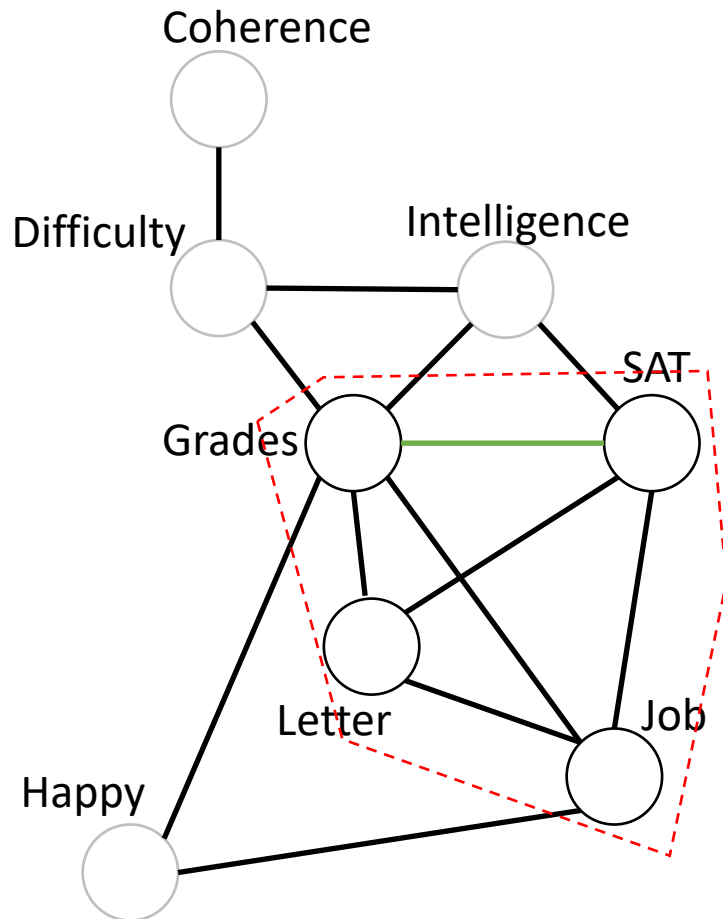 Coherence
Difficulty
Intelligence
SAT
Grades
Letter
Job
Happy